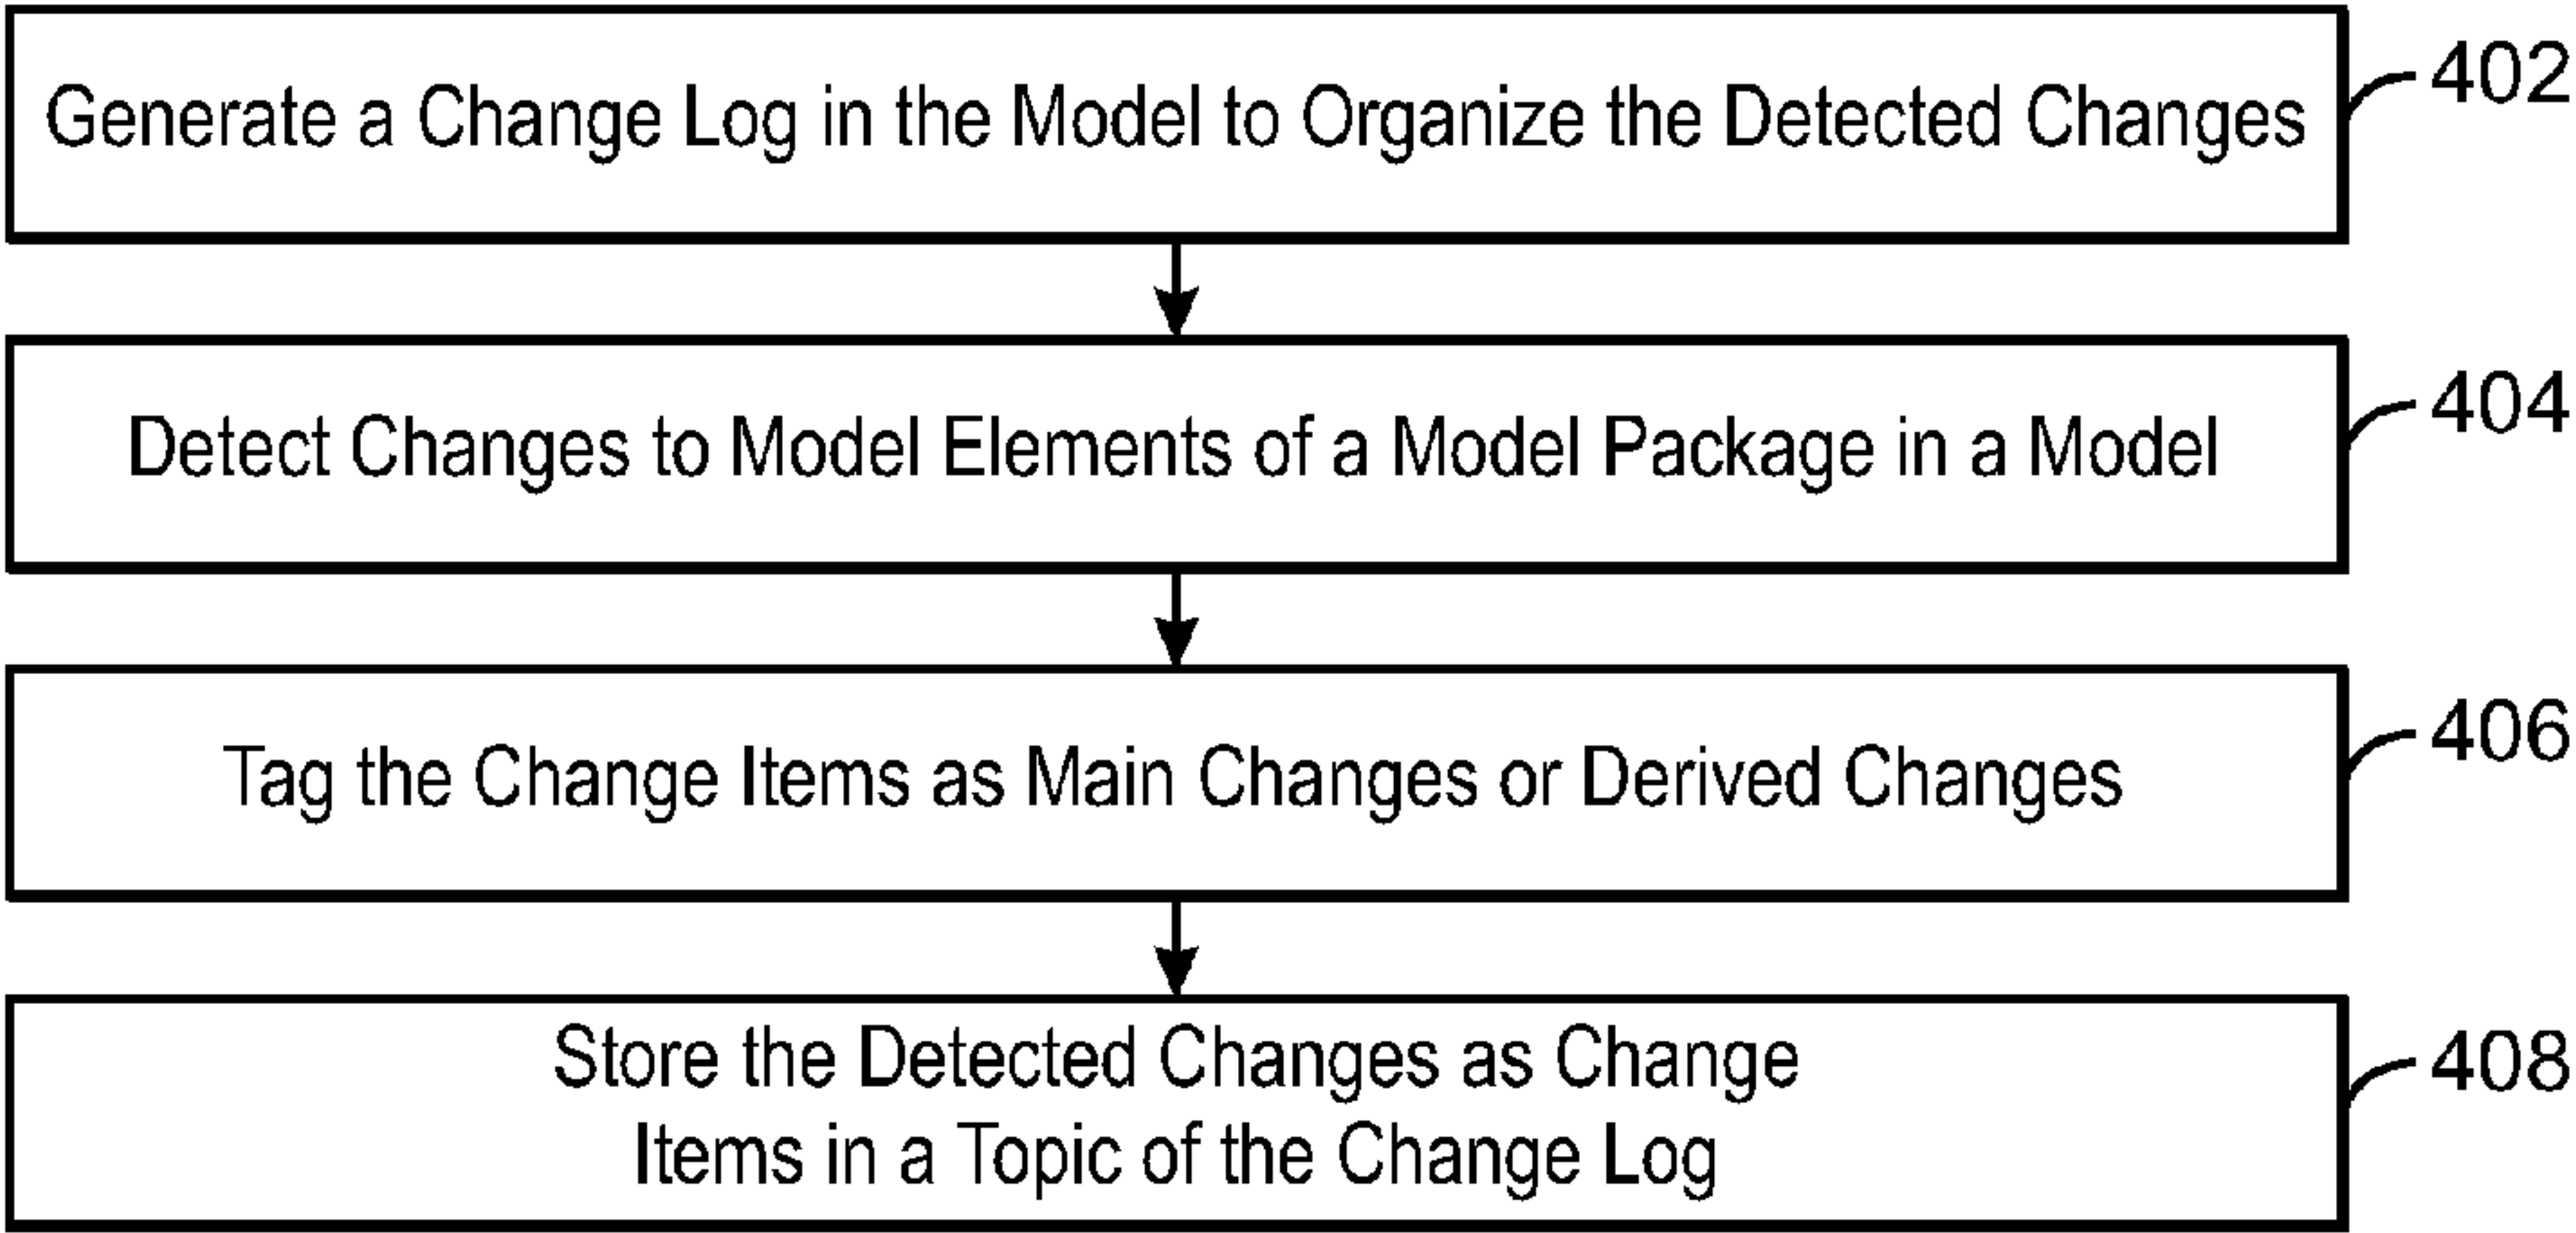 Generate a Change Log in the Model to Organize the Detected Changes
402
Detect Changes to Model Elements of a Model Package in a Model
404
Tag the Change Items as Main Changes or Derived Changes
406
Store the Detected Changes as Change
Items in a Topic of the Change Log
408